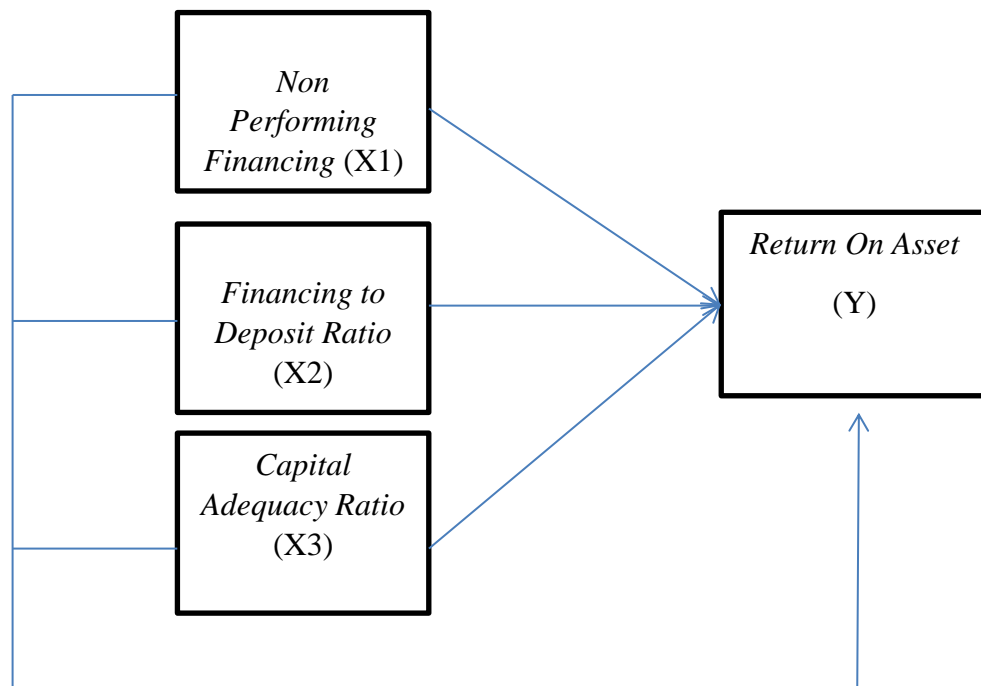 Non
Performing
Financing (X1)
Financing to
Deposit Ratio
(X2)
Capital
Adequacy Ratio
(X3)
Return On Asset
(Y)